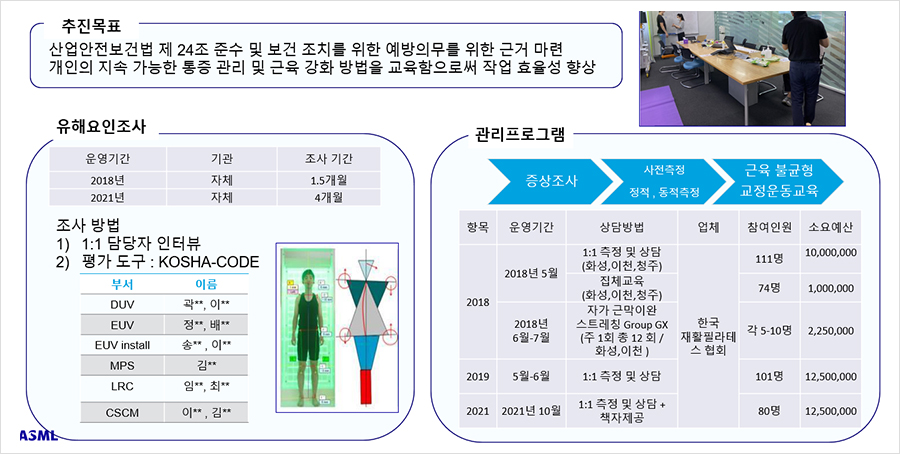 추진목표
산업안전보건법 제 24조 준수 및 보건 조치를 위한 예방의무를 위한 근거 마련
개인의 지속 가능한 통증 관리 및 근육 강화 방법을 교육함으로써 작업 효율성 향상
유해요인조사
운영기간 기관 조사 기간
2018년 자체 1.5개월
2021년 자체 4개월
조사 방법
1) 1:1 담당자 인터뷰
2) 평가 도구 : KOSHA-CODE
부서 이름
DUV 곽**, 이**
EUV 정**, 배**
EUV install 송** , 이**
MPS 김**
LRC 임**, 최**
CSCM 이** , 김**
ASML
관리프로그램
증상조사
사전측정
정적 , 동적측정
근육 불균형
교정운동교육
항목 운영기간 상담방법 업체 참여인원 소요예산
2018
2018년 5월
1:1 측정 및 상담
(화성,이천,청주)
111명
10,000,000
집체교육
(화성,이천,청주)
74명
1,000,000
2018년
6월-7월
자가 근막이완
스트레칭 Group GX
(주 1회 총 12 회 /
화성,이천 )
각 5-10명
2,250,000
한국
재활필라테
스 협회
2019 5월-6월 1:1 측정 및 상담 101명 12,500,000
2021 2021년 10월
1:1 측정 및 상담 +
책자제공
80명 12,500,000